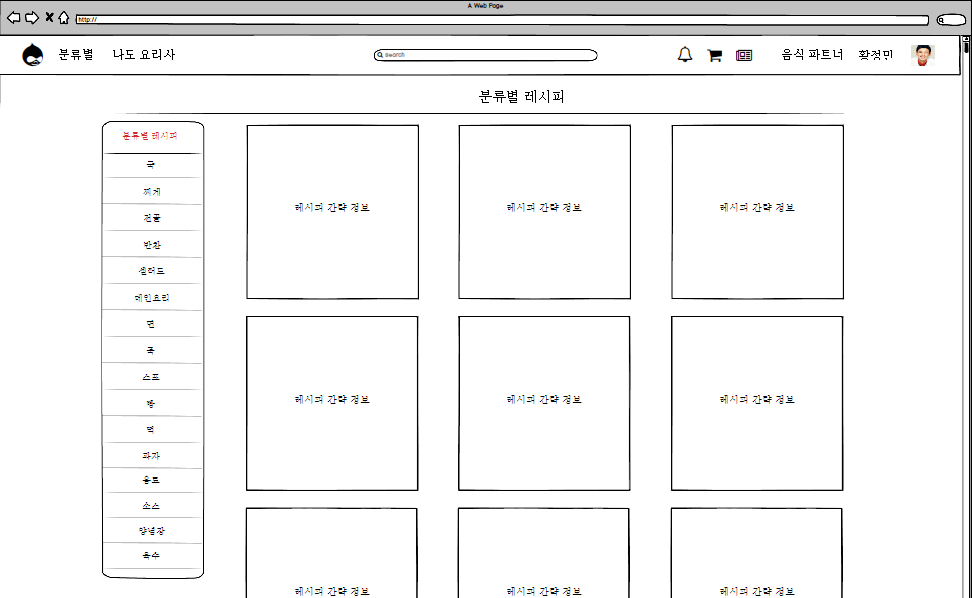 A Web Page
http://
search
분류별 나도 요리사 음식 파트너 황정민
분류별 레시피
분류별 레시피
국
찌개
전골
반찬
샐러드
메인요리
면
죽
스프
빵
떡
과자
음료
소스
양념장
육수
레시피 간략 정보 레시피 간략 정보 레시피 간략 정보
레시피 간략 정보 레시피 간략 정보 레시피 간략 정보
레시피 간략 정보 레시피 간략 정보 레시피 간략 정보